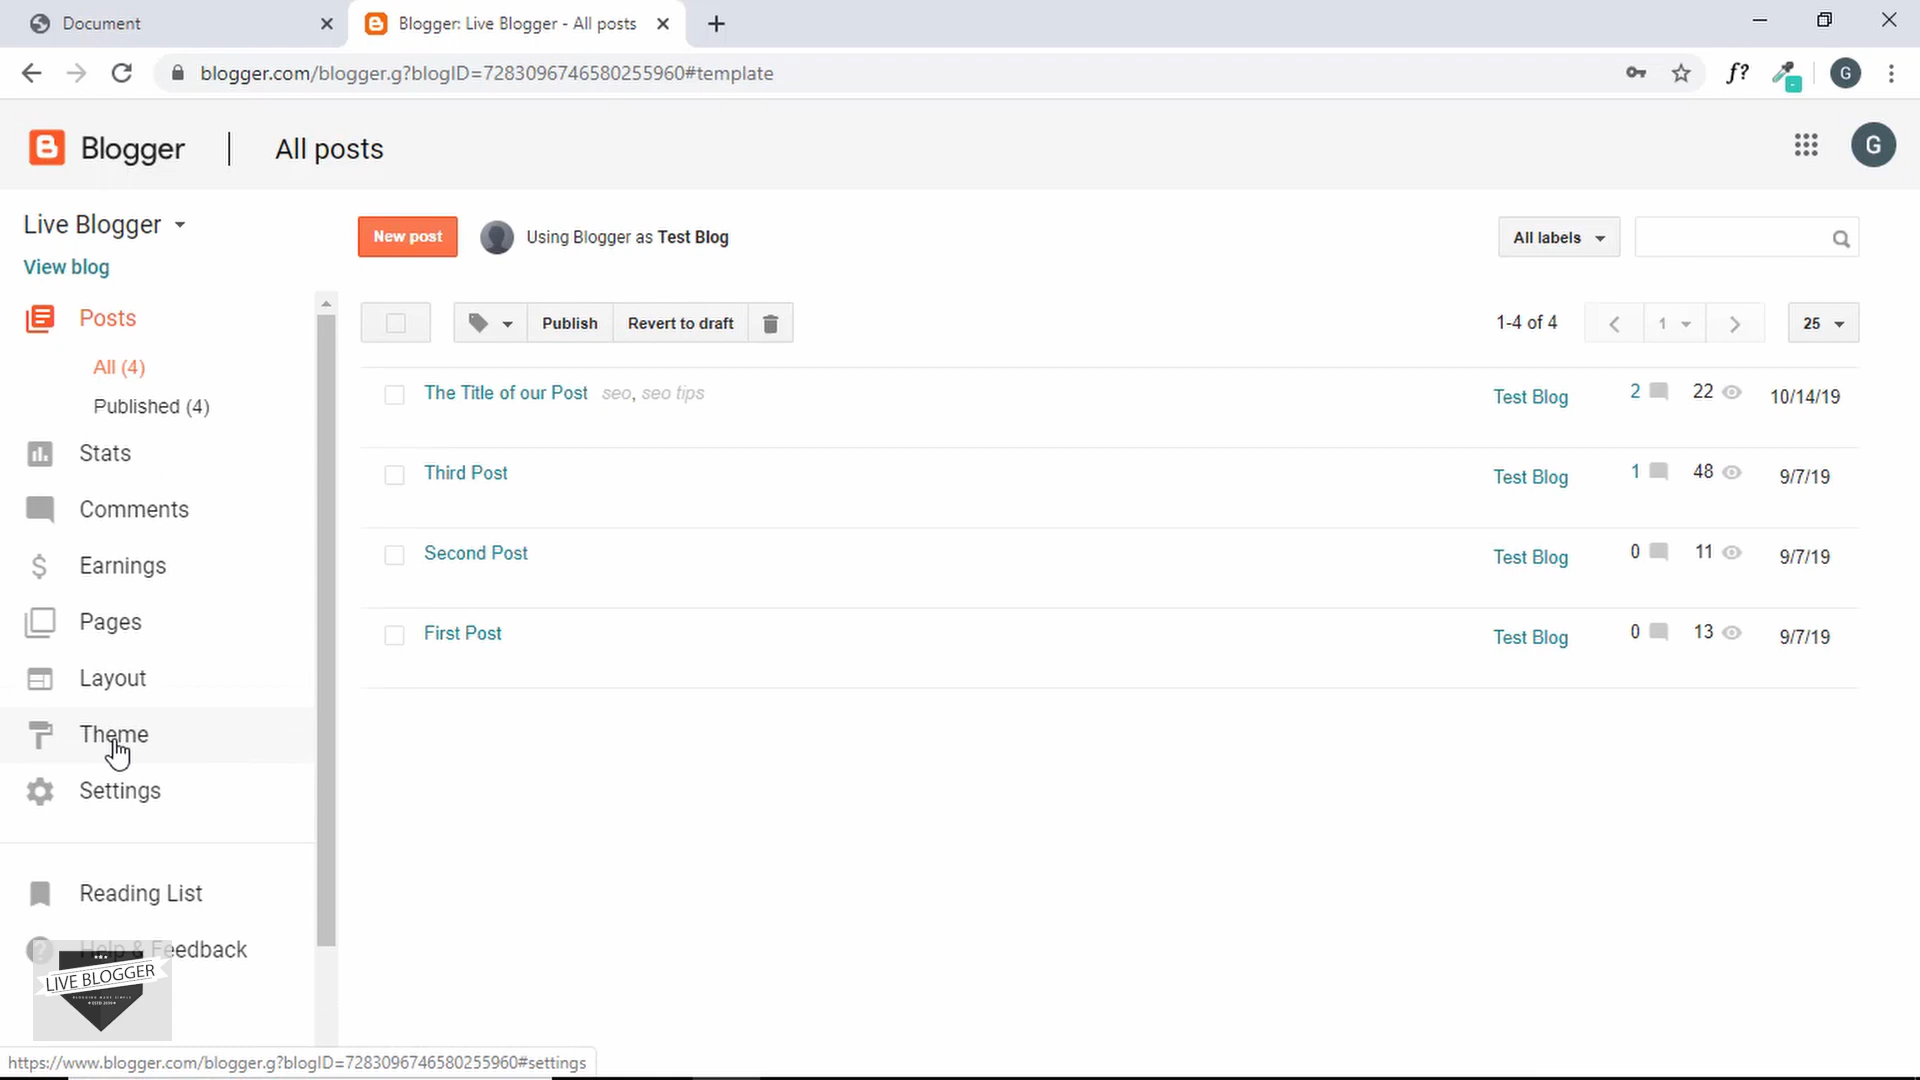 Document
Blogger: Live Blogger - All posts
blogger.com/blogger.g?blogID=7283096746580255960#template
f?
G
Blogger
All posts
G
Live Blogger
View blog
New post
Using Blogger as Test Blog
All labels
Posts
All (4)
Published (4)
Stats
Comments
Earnings
Pages
Layout
Theme
Settings
Reading List
Help & Feedback
Publish
Revert to draft
1-4 of 4
1
25
The Title of our Post seo, seo tips
Test Blog
2
22
10/14/19
Third Post
Test Blog
1
48
9/7/19
Second Post
Test Blog
0
11
9/7/19
First Post
Test Blog
0
13
9/7/19
LIVE BLOGGER
https://www.blogger.com/blogger.g?blogID=7283096746580255960#settings